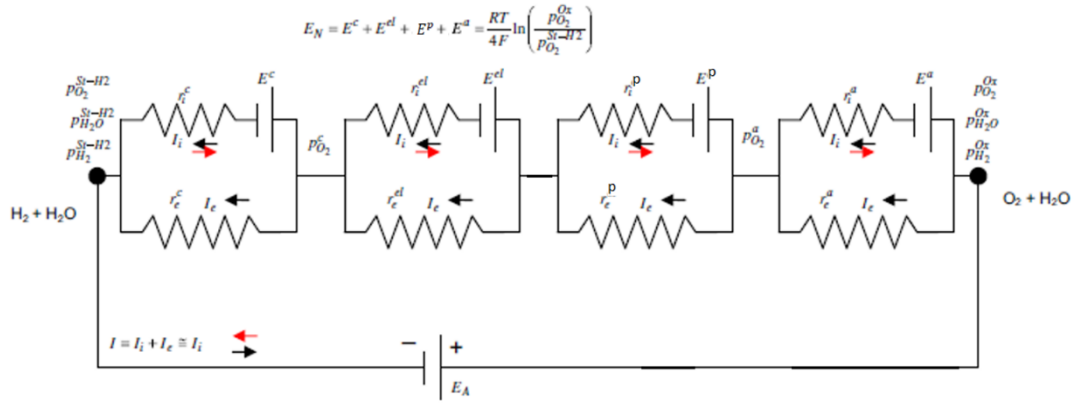 E_N = E^c + E^el + E^p + E^a = RT/4F ln(p_O2^Ox / p_O2^St-H2)
p_O2^St-H2
p_H2O^St-H2
p_H2^St-H2
r_i^c E^c
I_i
r_e^c I_e
p_O2^c
r_i^el E^el
I_i
r_e^el I_e
r_i^p E^p
I_i
r_e^p I_e
p_O2^a
r_i^a E^a
I_i
r_e^a I_e
p_O2^Ox
p_H2O^Ox
p_H2^Ox
H2 + H2O
O2 + H2O
I = I_i + I_e ≅ I_i
− +
E_A